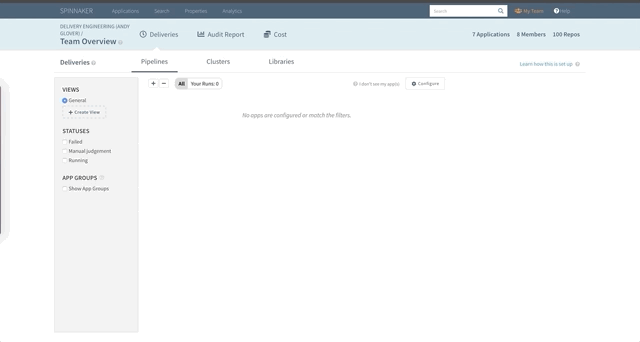 SPINNAKER Applications Search Properties Analytics Search My Team Help
DELIVERY ENGINEERING (ANDY
GLOVER) /
Team Overview
Deliveries Audit Report Cost
7 Applications 8 Members 100 Repos
Deliveries Pipelines Clusters Libraries Learn how this is set up
VIEWS
General
+ Create View
STATUSES
Failed
Manual judgement
Running
APP GROUPS
Show App Groups
+ − All Your Runs: 0 I don't see my app(s) Configure
No apps are configured or match the filters.